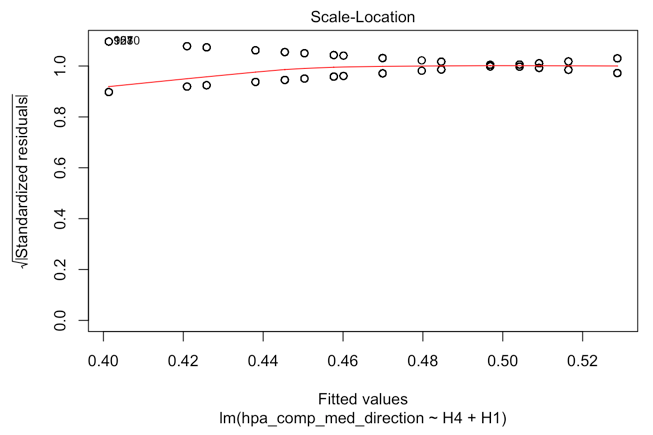 Scale-Location
√|Standardized residuals|
1.0
0.8
0.6
0.4
0.2
0.0
0.40 0.42 0.44 0.46 0.48 0.50 0.52
Fitted values
lm(hpa_comp_med_direction ~ H4 + H1)